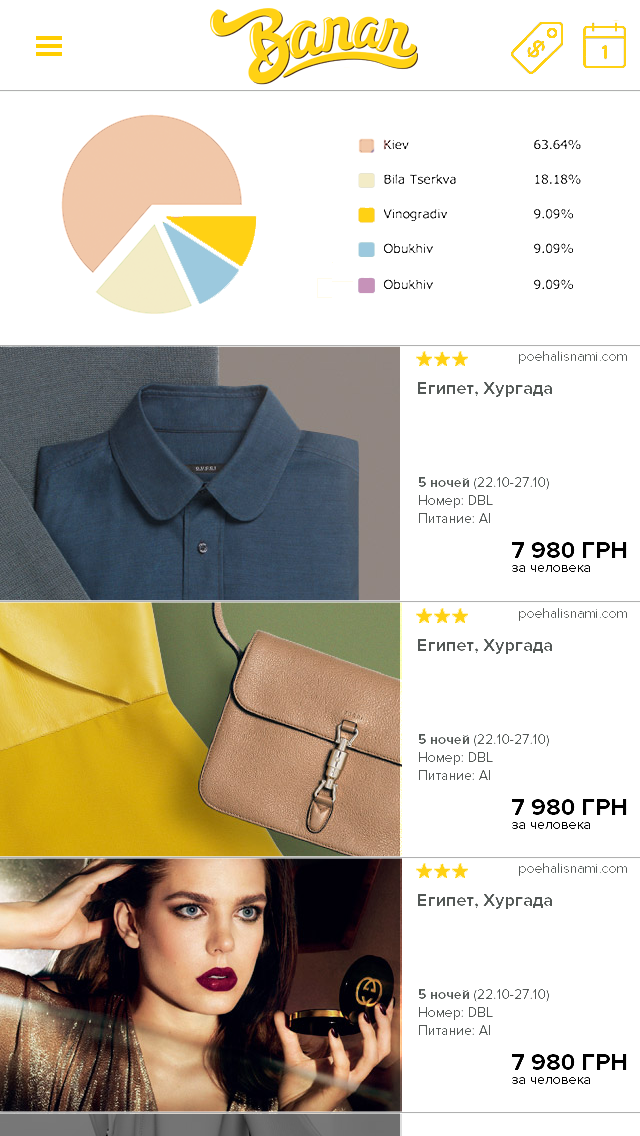 Banan
$
1
Kiev 63.64%
Bila Tserkva 18.18%
Vinogradiv 9.09%
Obukhiv 9.09%
Obukhiv 9.09%
poehalisnami.com
Египет, Хургада
5 ночей (22.10-27.10)
Номер: DBL
Питание: AI
7 980 ГРН
за человека
poehalisnami.com
Египет, Хургада
5 ночей (22.10-27.10)
Номер: DBL
Питание: AI
7 980 ГРН
за человека
poehalisnami.com
Египет, Хургада
5 ночей (22.10-27.10)
Номер: DBL
Питание: AI
7 980 ГРН
за человека